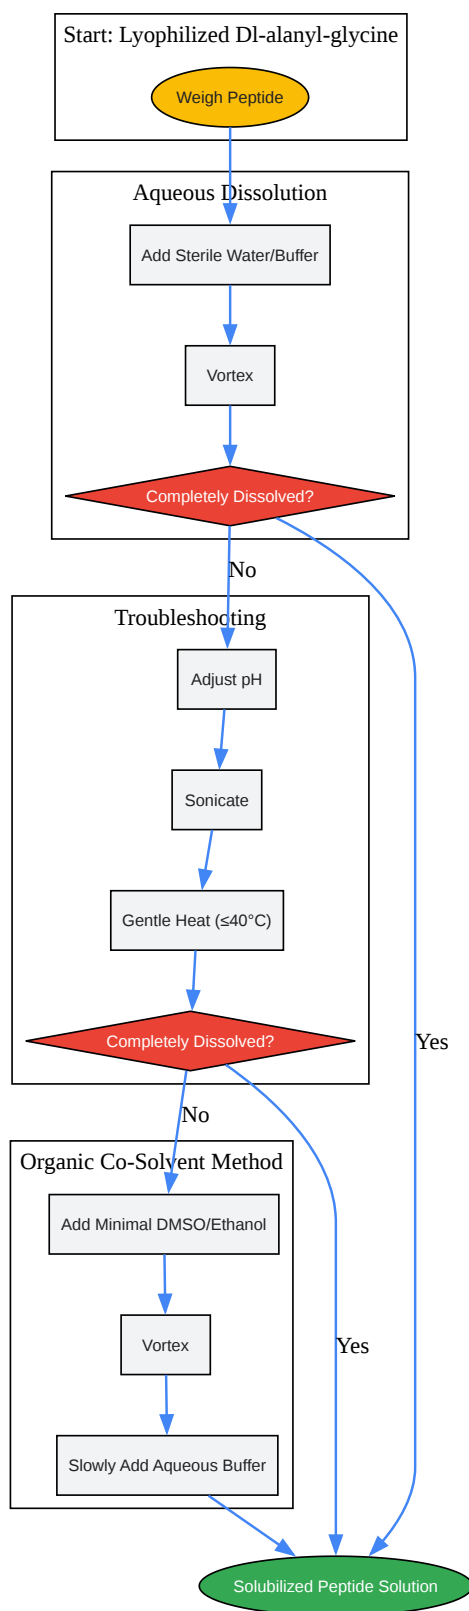 Start: Lyophilized Dl-alanyl-glycine
Weigh Peptide
Aqueous Dissolution
Add Sterile Water/Buffer
Vortex
Completely Dissolved?
No
Troubleshooting
Adjust pH
Sonicate
Gentle Heat (≤40°C)
Completely Dissolved?
Yes
No
Organic Co-Solvent Method
Add Minimal DMSO/Ethanol
Vortex
Yes
Slowly Add Aqueous Buffer
Solubilized Peptide Solution